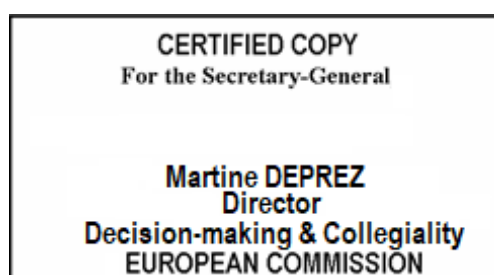 CERTIFIED COPY
For the Secretary-General
Martine DEPREZ
Director
Decision-making & Collegiality
EUROPEAN COMMISSION